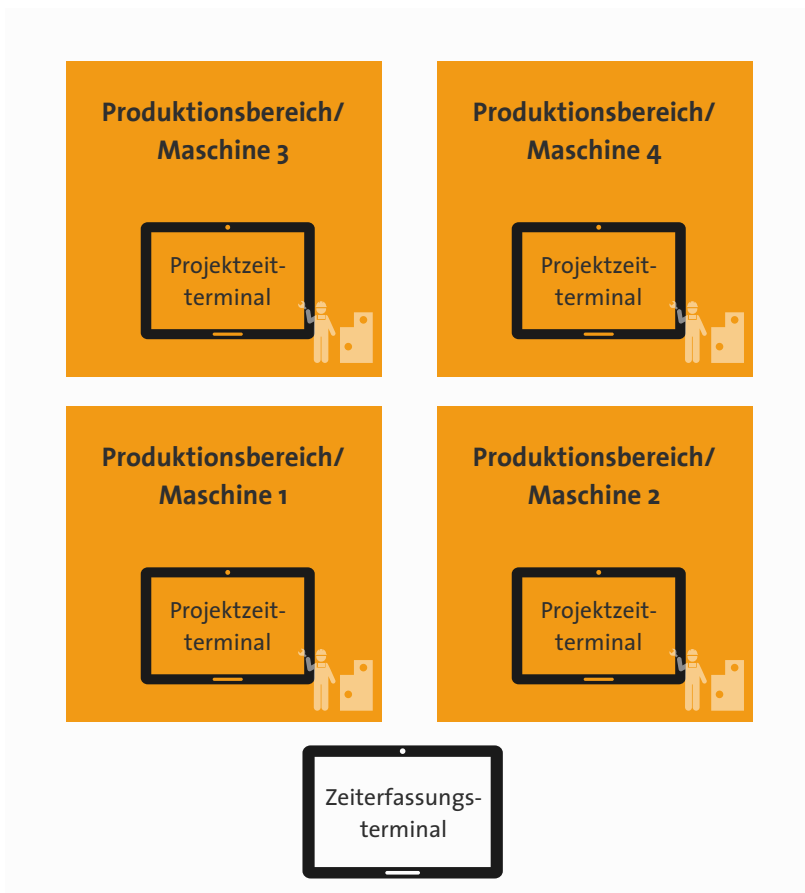 Produktionsbereich/
Maschine 3
Projektzeit-
terminal
Produktionsbereich/
Maschine 4
Projektzeit-
terminal
Produktionsbereich/
Maschine 1
Projektzeit-
terminal
Produktionsbereich/
Maschine 2
Projektzeit-
terminal
Zeiterfassungs-
terminal